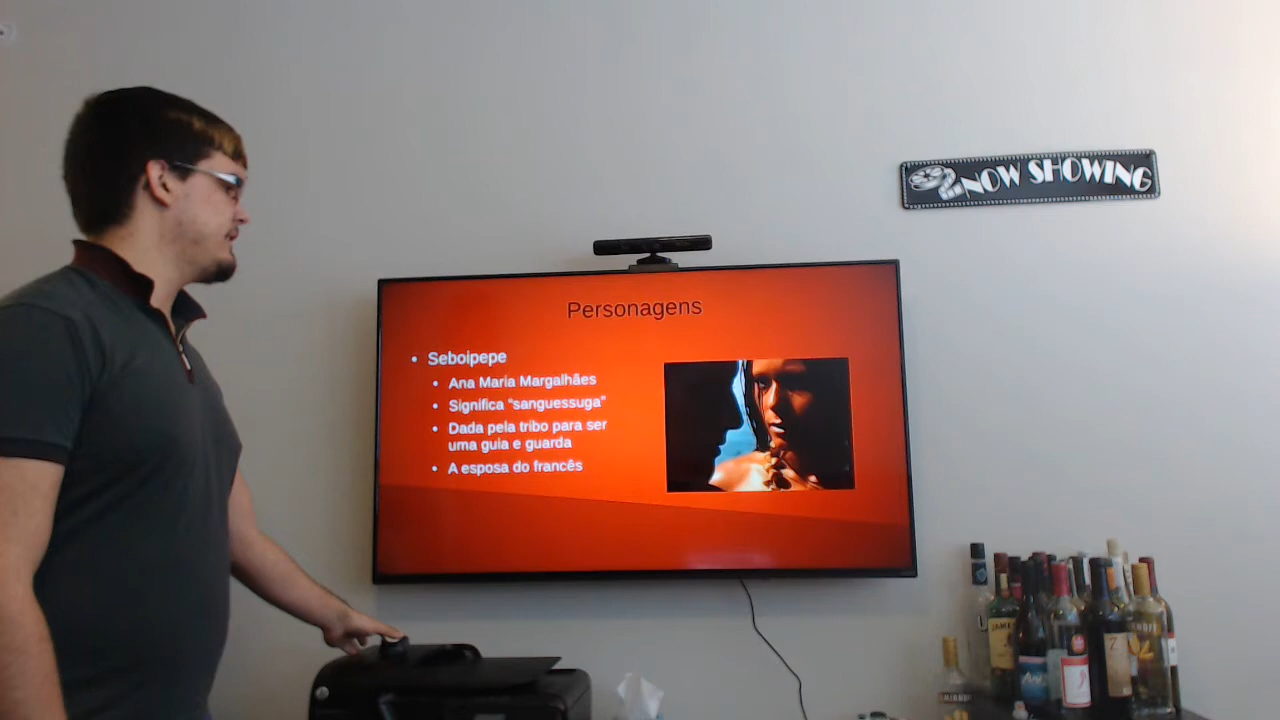 NOW SHOWING
Personagens
Seboipepe
Ana Maria Margalhães
Significa “sanguessuga”
Dada pela tribo para ser
uma guia e guarda
A esposa do francês